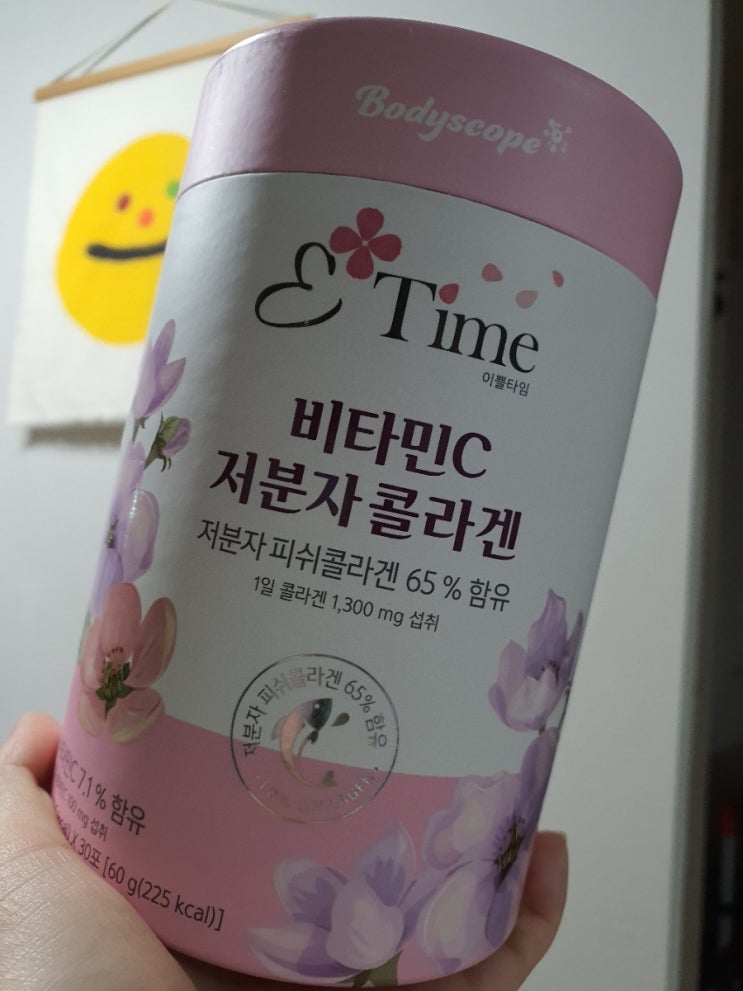 Bodyscope
Time
이쁠타임
비타민C
저분자 콜라겐
저분자 피쉬콜라겐 65 % 함유
1일 콜라겐 1,300 mg 섭취
저분자 피쉬콜라겐 65% 함유
7.1 % 함유
mg 섭취
X 30포 [60 g(225 kcal)]